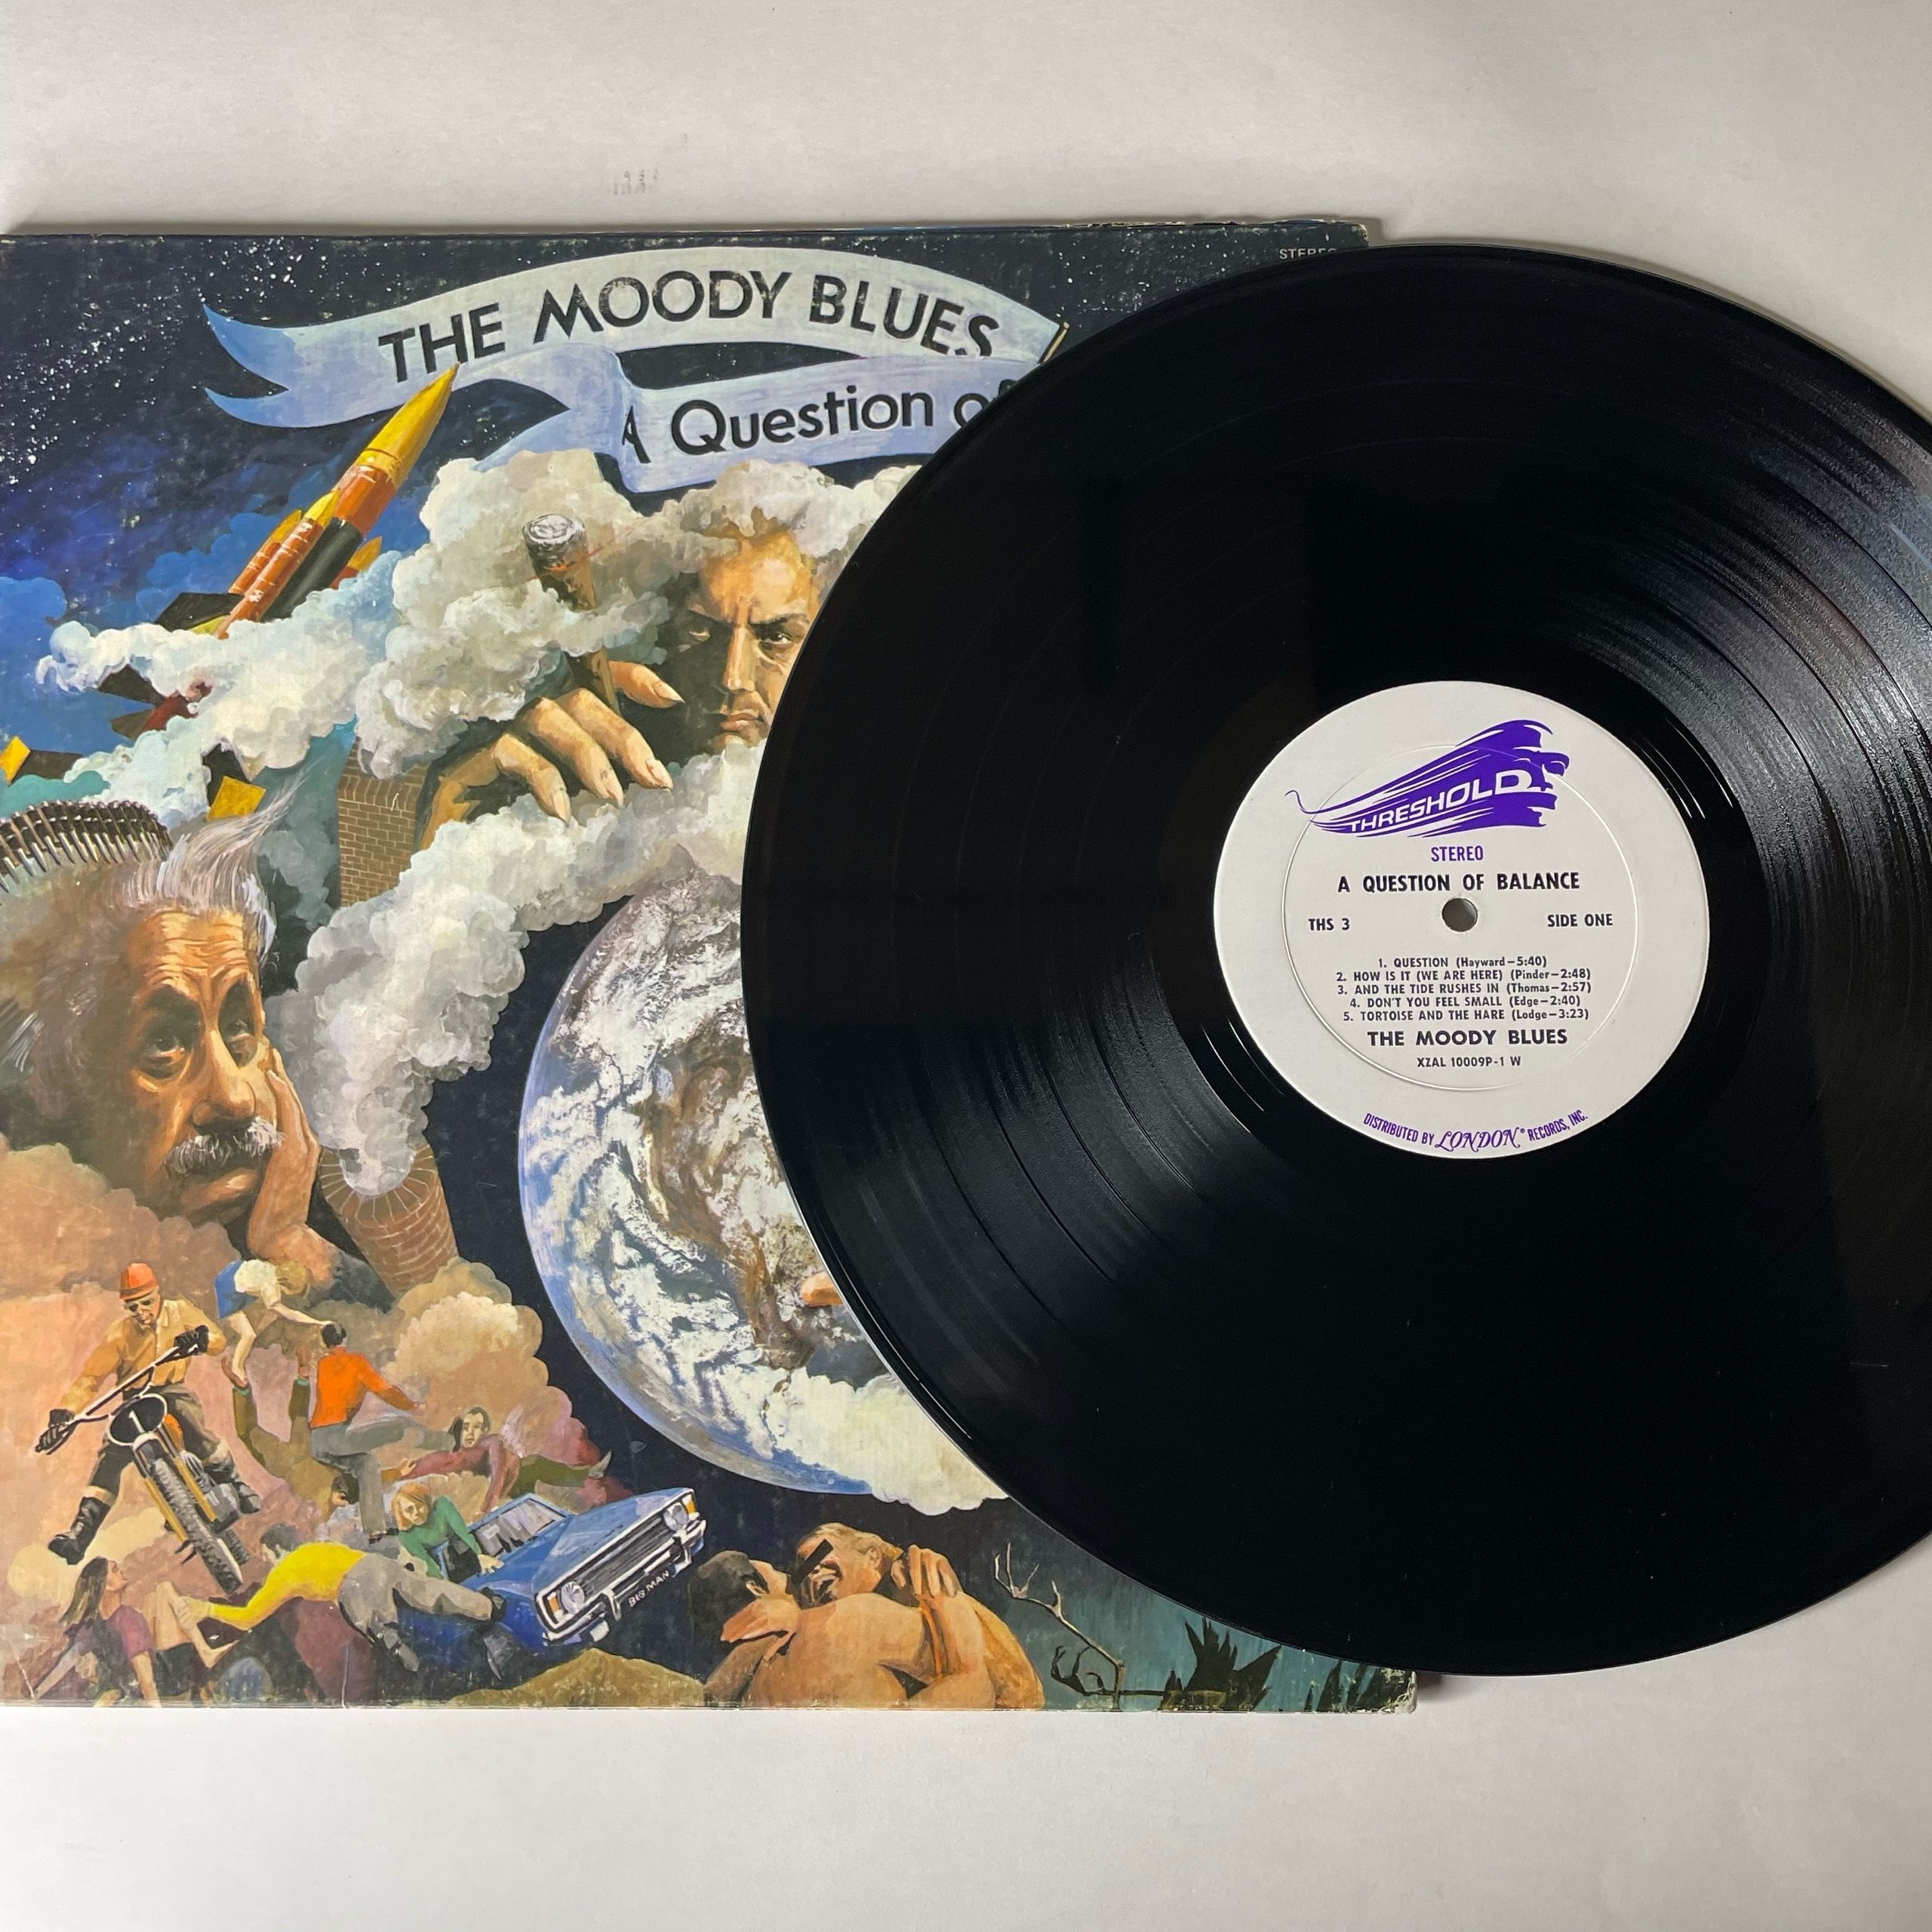 STEREO
THE MOODY BLUES
A Question of
BIG MAN
THRESHOLD
STEREO
A QUESTION OF BALANCE
THS 3 SIDE ONE
1. QUESTION (Hayward—5:40)
2. HOW IS IT (WE ARE HERE) (Pinder—2:48)
3. AND THE TIDE RUSHES IN (Thomas—2:57)
4. DON'T YOU FEEL SMALL (Edge—2:40)
5. TORTOISE AND THE HARE (Lodge—3:23)
THE MOODY BLUES
XZAL 10009P-1 W
DISTRIBUTED BY LONDON® RECORDS, INC.